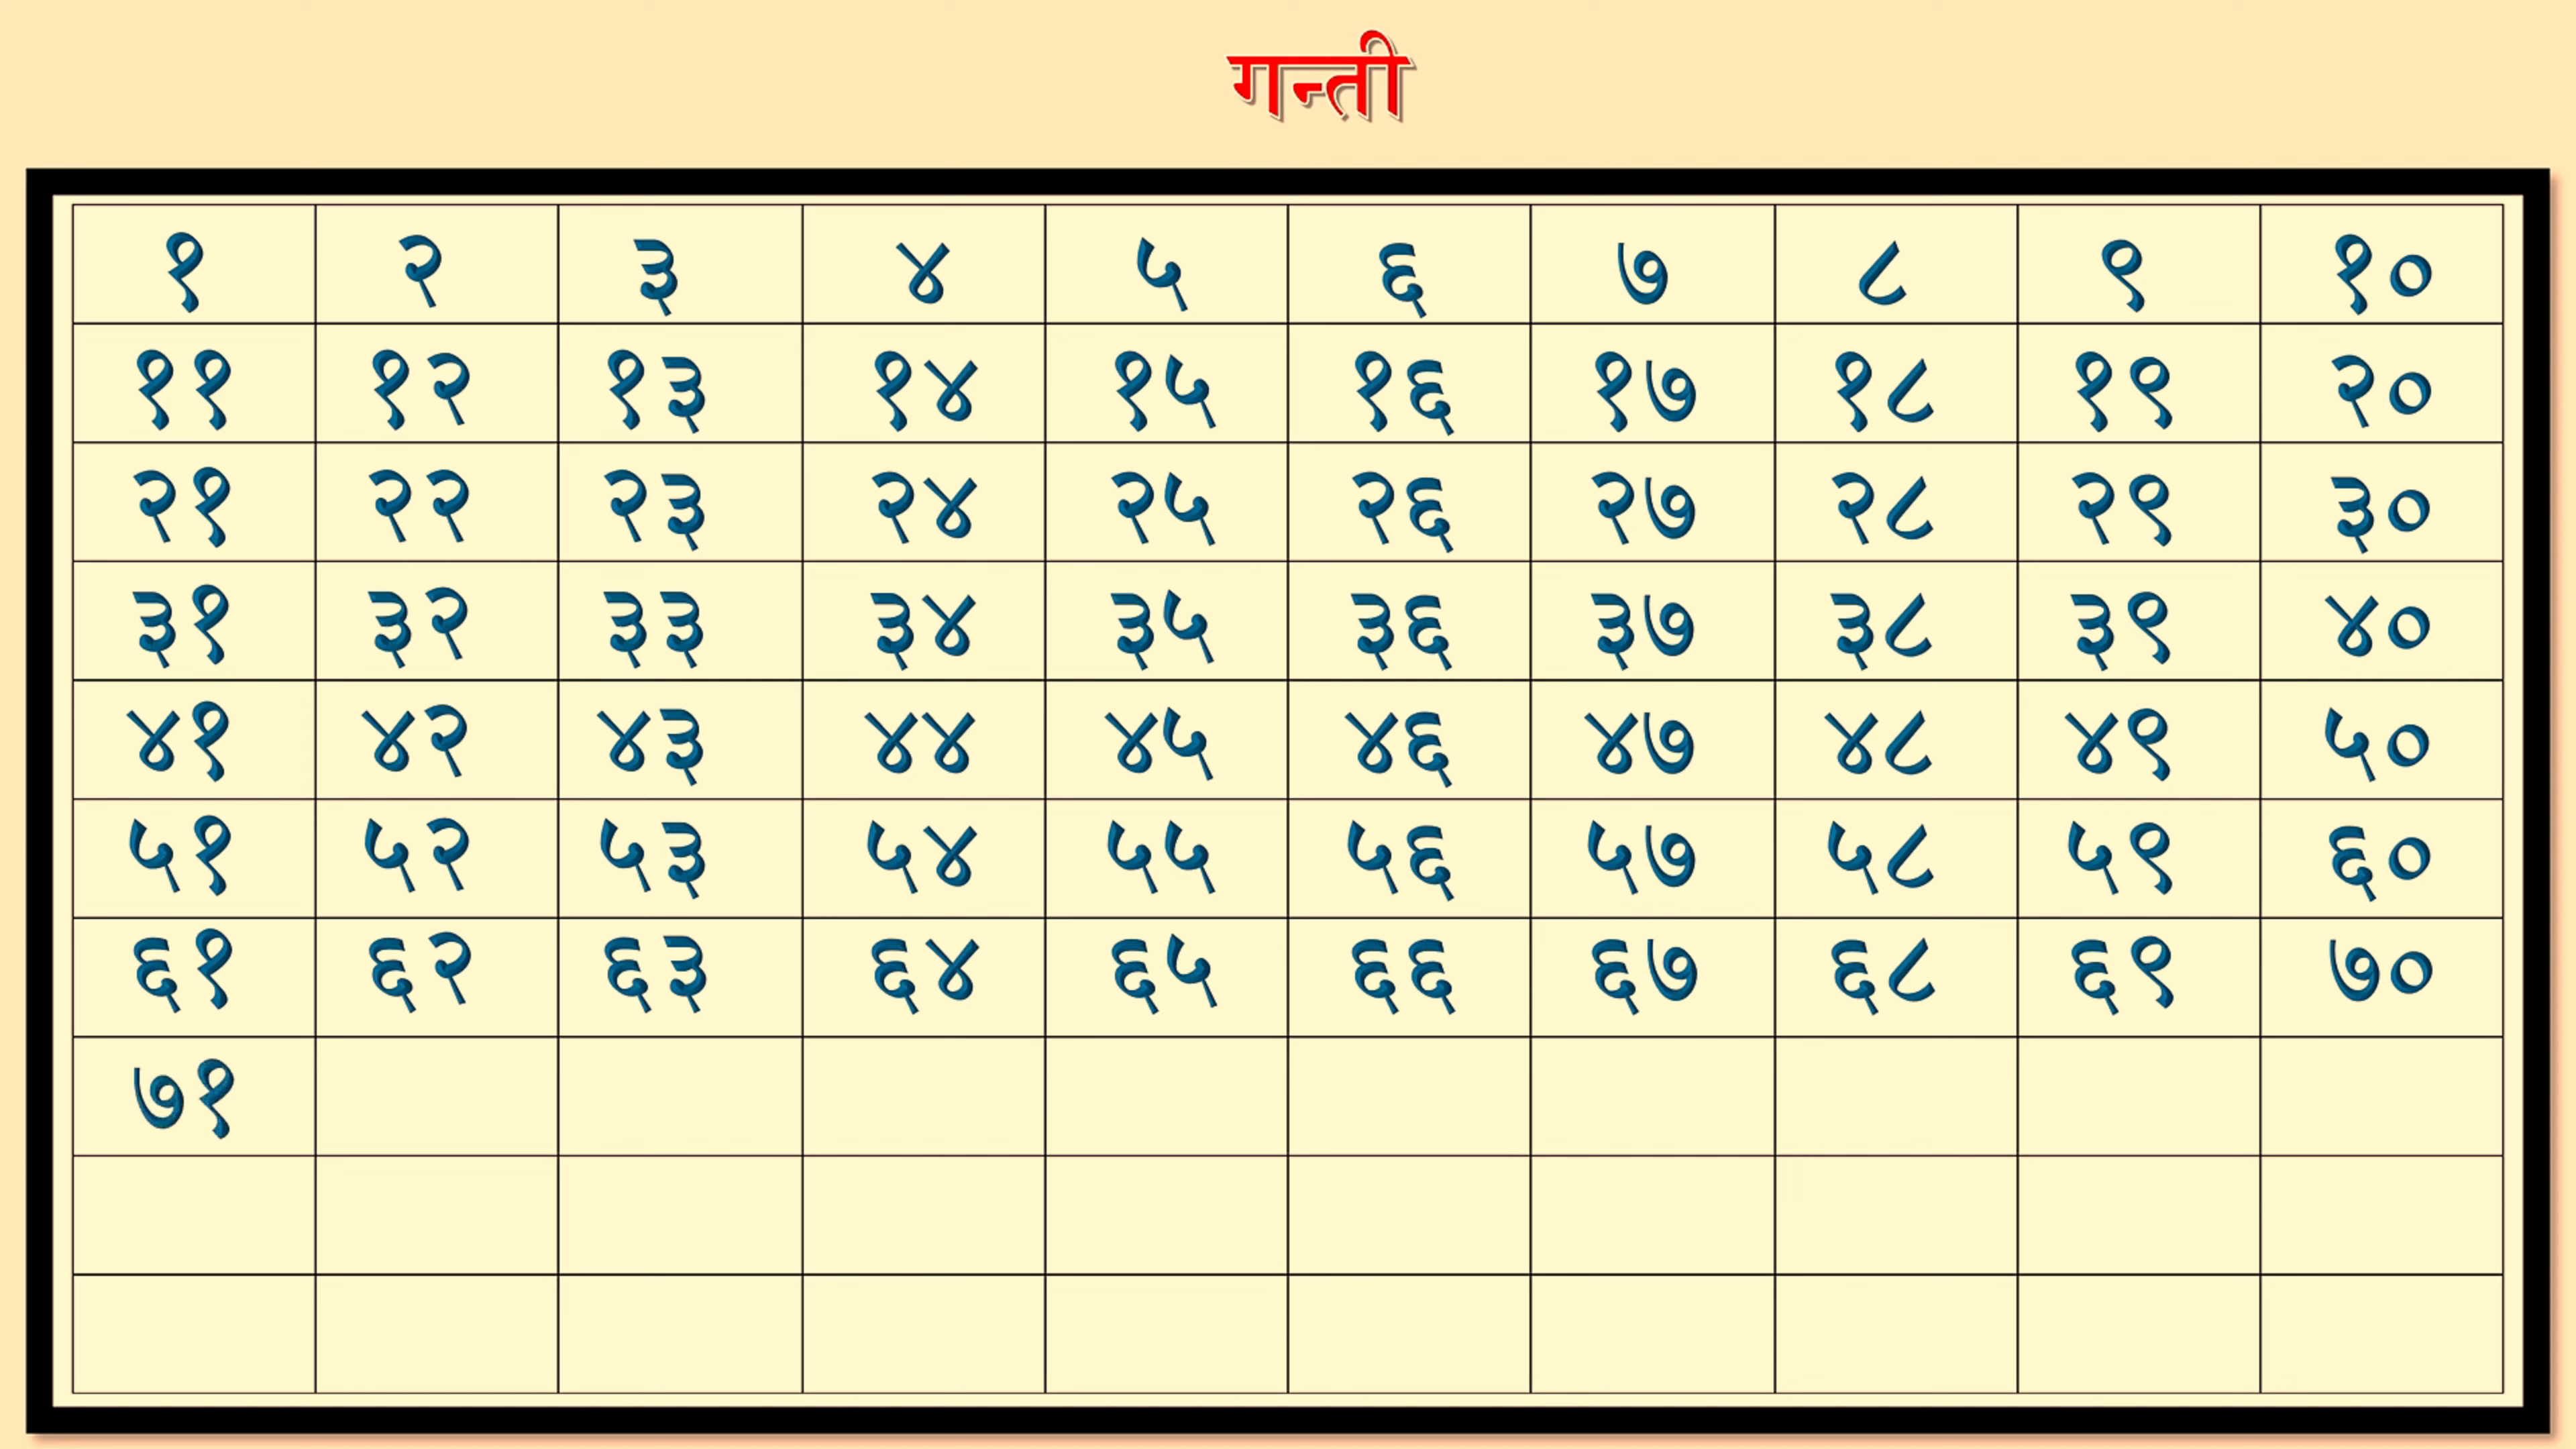 गन्ती
१ २ ३ ४ ५ ६ ७ ८ ९ १०
११ १२ १३ १४ १५ १६ १७ १८ १९ २०
२१ २२ २३ २४ २५ २६ २७ २८ २९ ३०
३१ ३२ ३३ ३४ ३५ ३६ ३७ ३८ ३९ ४०
४१ ४२ ४३ ४४ ४५ ४६ ४७ ४८ ४९ ५०
५१ ५२ ५३ ५४ ५५ ५६ ५७ ५८ ५९ ६०
६१ ६२ ६३ ६४ ६५ ६६ ६७ ६८ ६९ ७०
७१